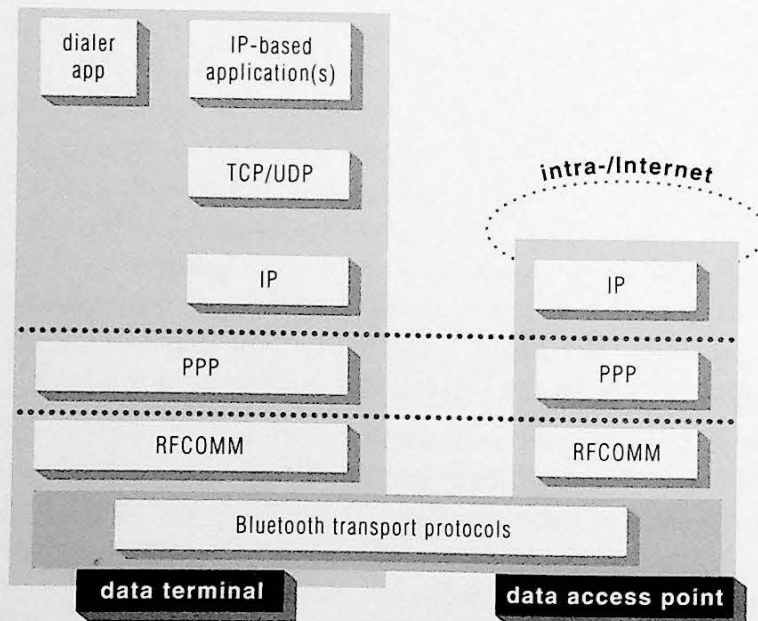 dialer
app
IP-based
application(s)
TCP/UDP
intra-/Internet
IP
IP
PPP
PPP
RFCOMM
RFCOMM
Bluetooth transport protocols
data terminal
data access point